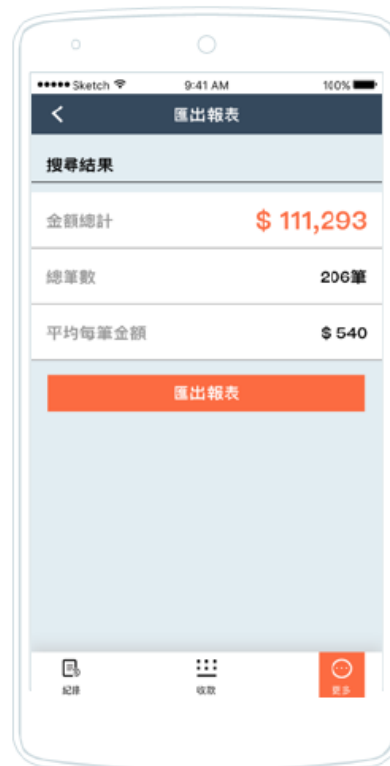 ●●●●● Sketch 9:41 AM 100%
匯出報表
搜尋結果
金額總計 $ 111,293
總筆數 206筆
平均每筆金額 $ 540
匯出報表
紀錄 收款 更多